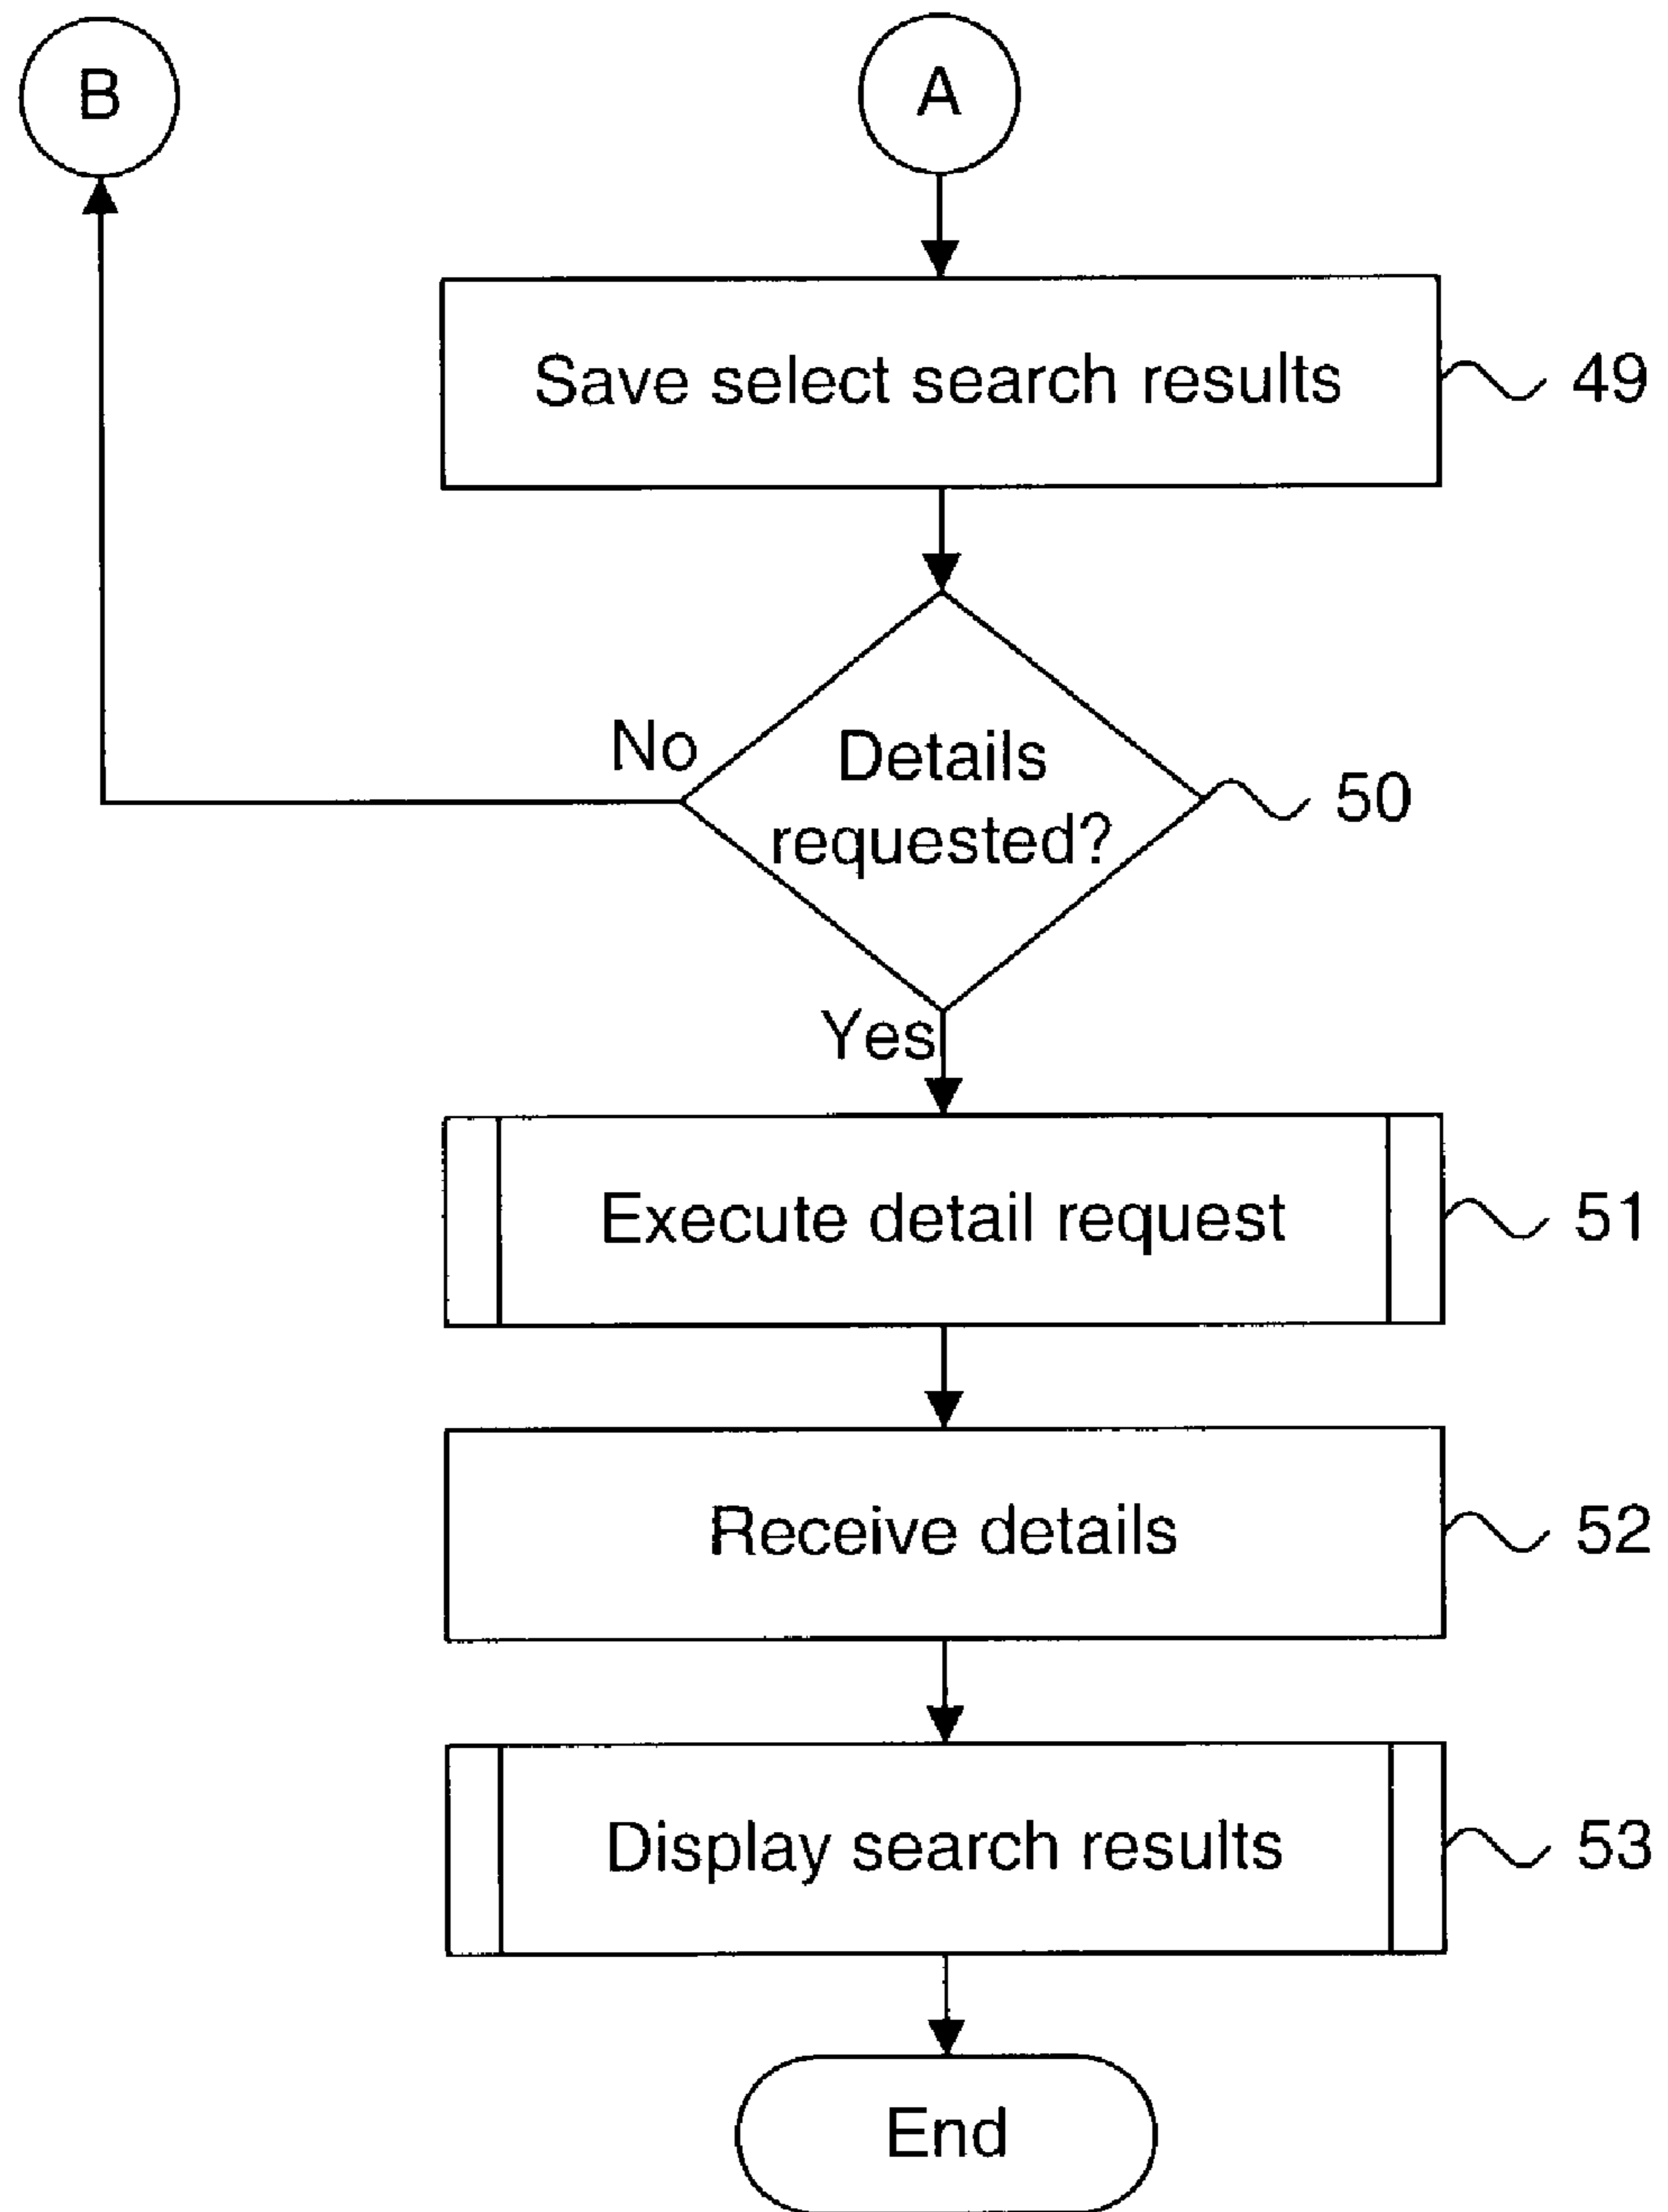 B
A
Save select search results
49
No
Details
requested?
50
Yes
Execute detail request
51
Receive details
52
Display search results
53
End